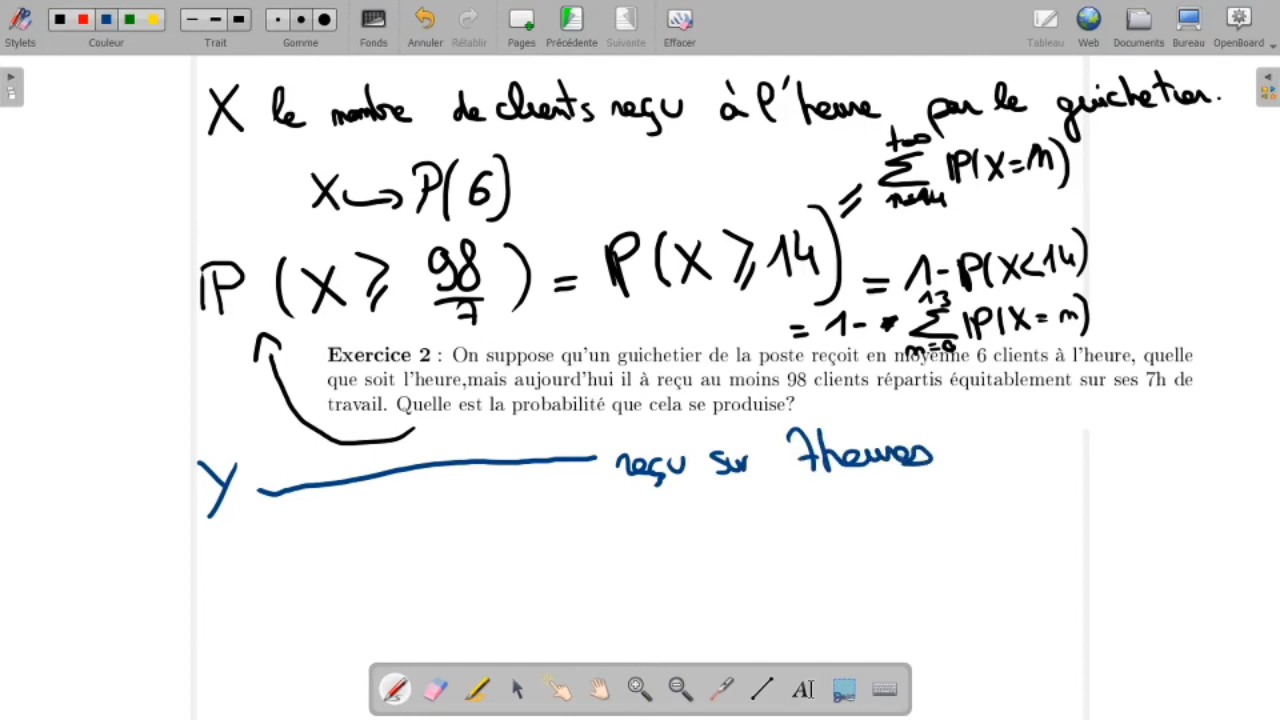 Stylets Couleur Trait Gomme Fonds Annuler Rétablir Pages Précédente Suivante Effacer Tableau Web Documents Bureau OpenBoard
X le nombre de clients reçu à l'heure par le guichetier.
X ↪ P(6)
= ∑_{n=14}^{+∞} ℙ(X=n)
ℙ (X ≥ 98/7) = P(X ≥ 14) = 1 - P(X<14)
= 1 - ∑_{n=0}^{13} ℙ(X=n)
Exercice 2 : On suppose qu'un guichetier de la poste reçoit en moyenne 6 clients à l'heure, quelle
que soit l'heure,mais aujourd'hui il à reçu au moins 98 clients répartis équitablement sur ses 7h de
travail. Quelle est la probabilité que cela se produise?
Y ——— reçu sur 7heures
AI